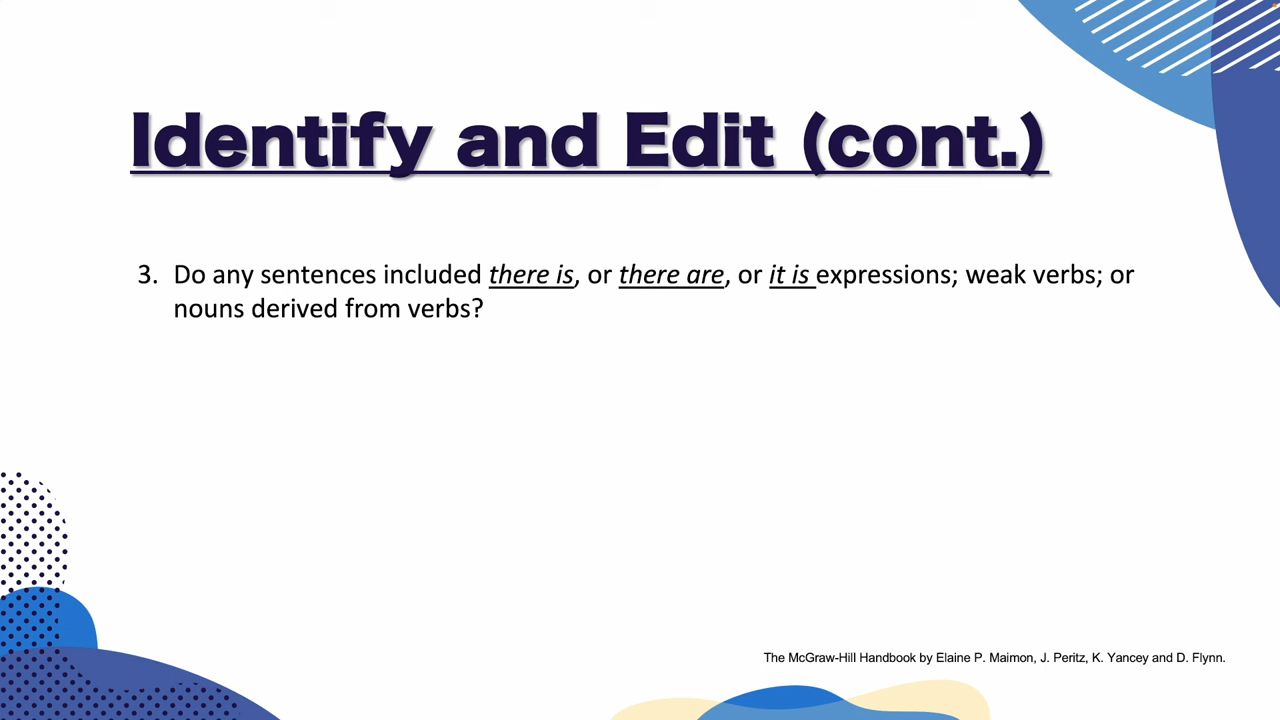 Identify and Edit (cont.)
3. Do any sentences included there is, or there are, or it is expressions; weak verbs; or
nouns derived from verbs?
The McGraw-Hill Handbook by Elaine P. Maimon, J. Peritz, K. Yancey and D. Flynn.